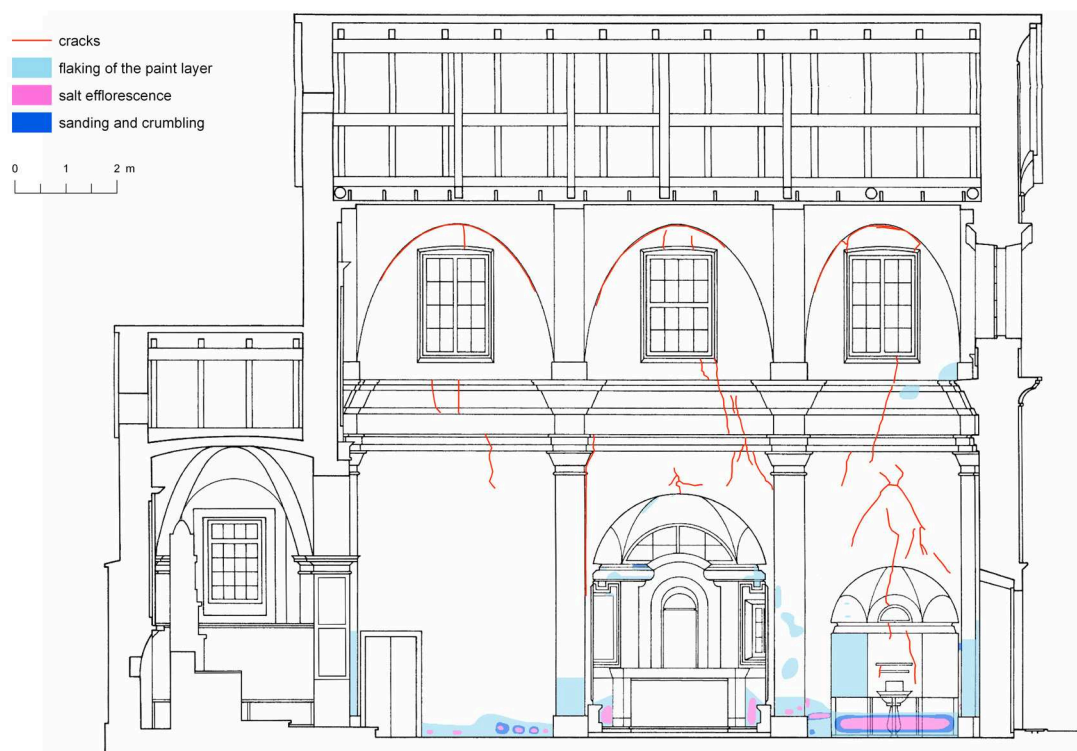 cracks
flaking of the paint layer
salt efflorescence
sanding and crumbling
0 1 2 m